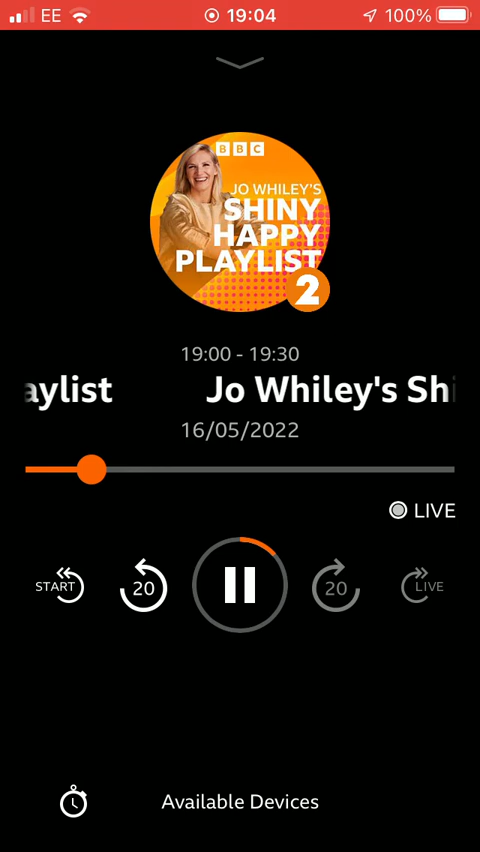 EE 19:04 100%
BBC
JO WHILEY'S
SHINY
HAPPY
PLAYLIST
2
19:00 - 19:30
aylist Jo Whiley's Shi
16/05/2022
LIVE
START 20 20 LIVE
Available Devices